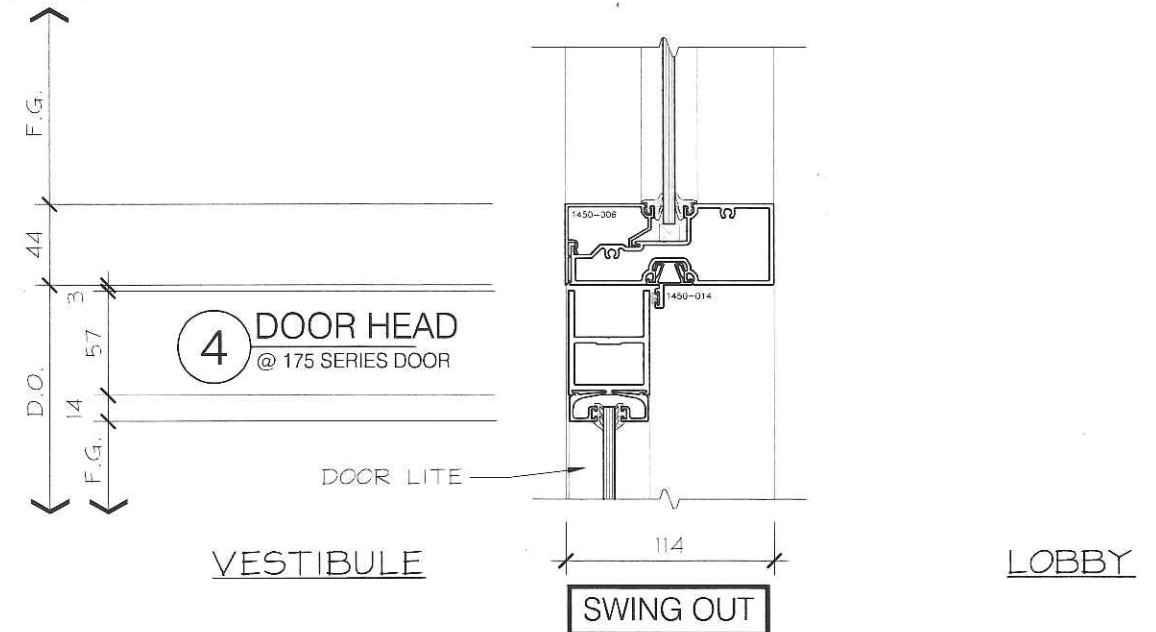 F.G.
44
1450-006
3
1450-014
4
DOOR HEAD
@ 175 SERIES DOOR
57
D.O.
14
F.G.
DOOR LITE
114
VESTIBULE
LOBBY
SWING OUT